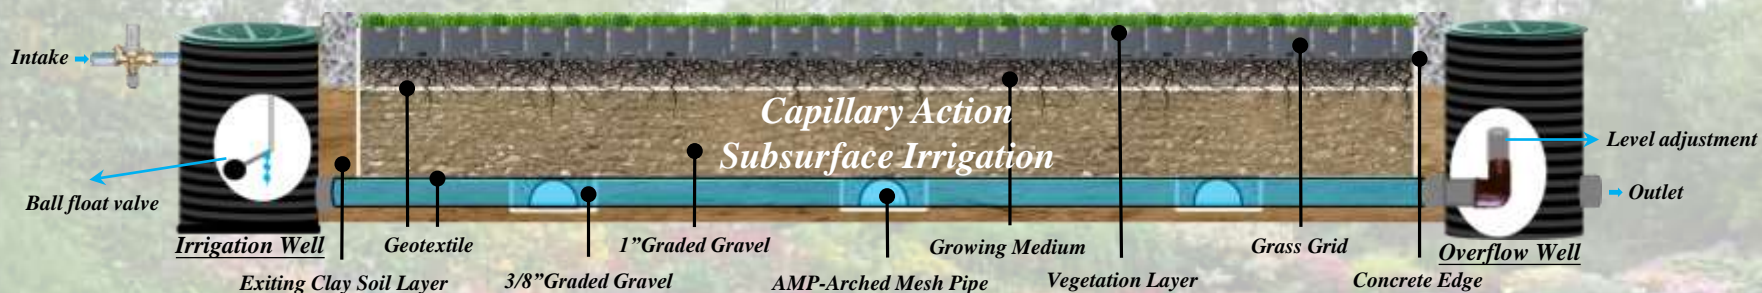 Intake
Capillary Action
Subsurface Irrigation
Level adjustment
Ball float valve
Outlet
Irrigation Well
Geotextile
1”Graded Gravel
Growing Medium
Grass Grid
Overflow Well
Exiting Clay Soil Layer
3/8”Graded Gravel
AMP-Arched Mesh Pipe
Vegetation Layer
Concrete Edge